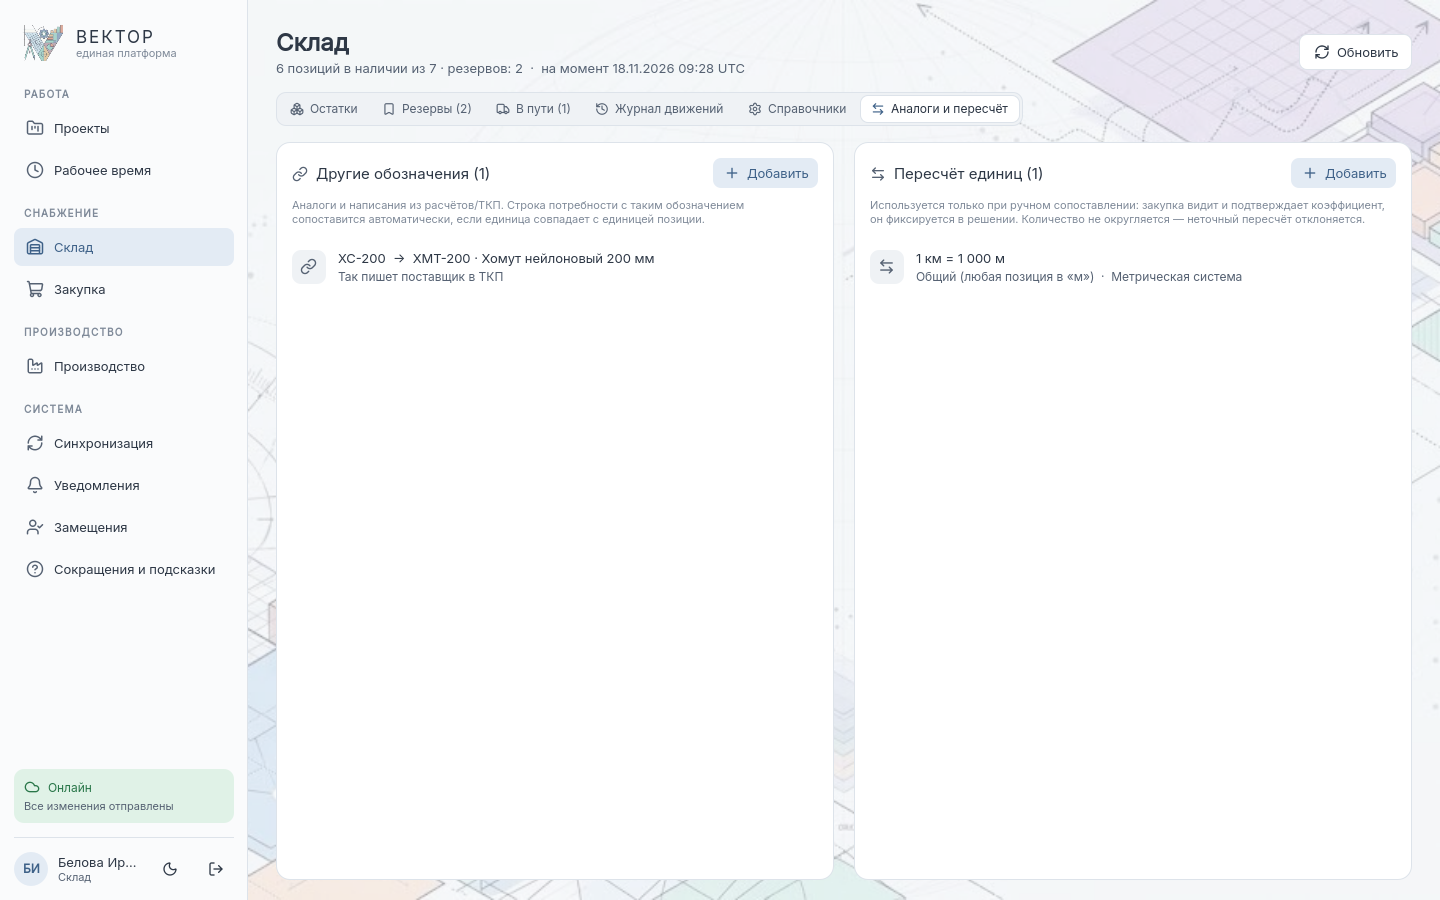 ВЕКТОР
единая платформа
РАБОТА
Проекты
Рабочее время
СНАБЖЕНИЕ
Склад
Закупка
ПРОИЗВОДСТВО
Производство
СИСТЕМА
Синхронизация
Уведомления
Замещения
Сокращения и подсказки
Онлайн
Все изменения отправлены
БИ
Белова Ир...
Склад
Склад
6 позиций в наличии из 7 · резервов: 2 · на момент 18.11.2026 09:28 UTC
Обновить
Остатки
Резервы (2)
В пути (1)
Журнал движений
Справочники
Аналоги и пересчёт
Другие обозначения (1)
Добавить
Аналоги и написания из расчётов/ТКП. Строка потребности с таким обозначением
сопоставится автоматически, если единица совпадает с единицей позиции.
ХС-200 → ХМТ-200 · Хомут нейлоновый 200 мм
Так пишет поставщик в ТКП
Пересчёт единиц (1)
Добавить
Используется только при ручном сопоставлении: закупка видит и подтверждает коэффициент,
он фиксируется в решении. Количество не округляется — неточный пересчёт отклоняется.
1 км = 1 000 м
Общий (любая позиция в «м») · Метрическая система